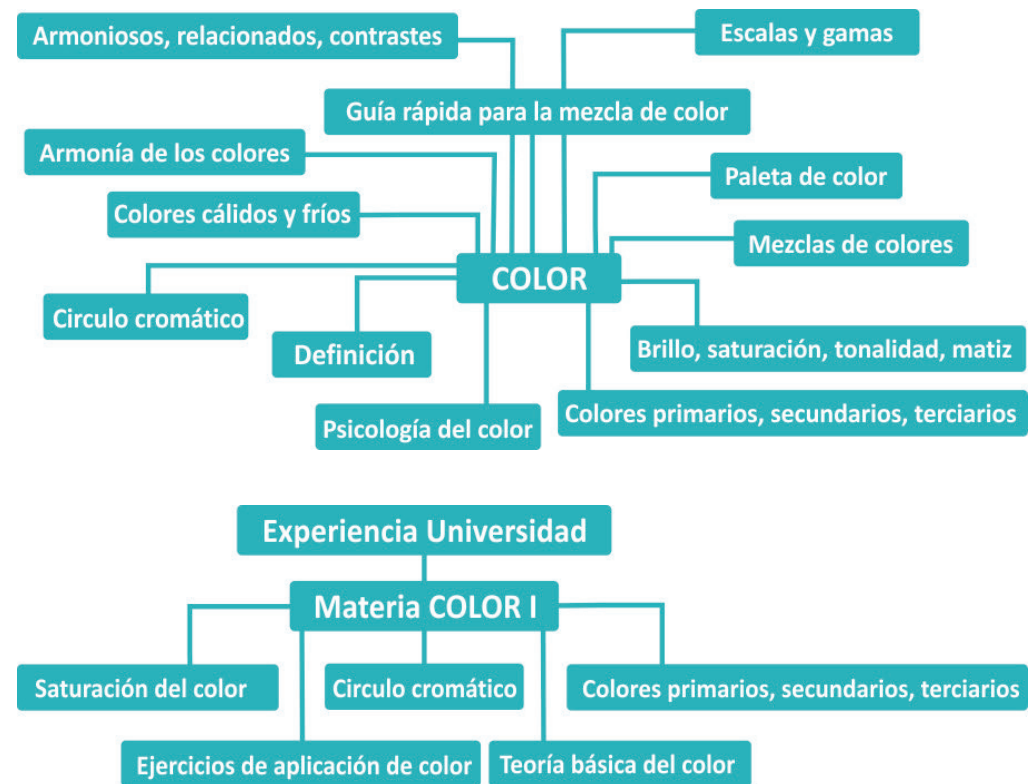 Armoniosos, relacionados, contrastes
Escalas y gamas
Guía rápida para la mezcla de color
Armonía de los colores
Paleta de color
Colores cálidos y fríos
Mezclas de colores
COLOR
Circulo cromático
Definición
Brillo, saturación, tonalidad, matiz
Psicología del color
Colores primarios, secundarios, terciarios
Experiencia Universidad
Materia COLOR I
Saturación del color
Circulo cromático
Colores primarios, secundarios, terciarios
Ejercicios de aplicación de color
Teoría básica del color